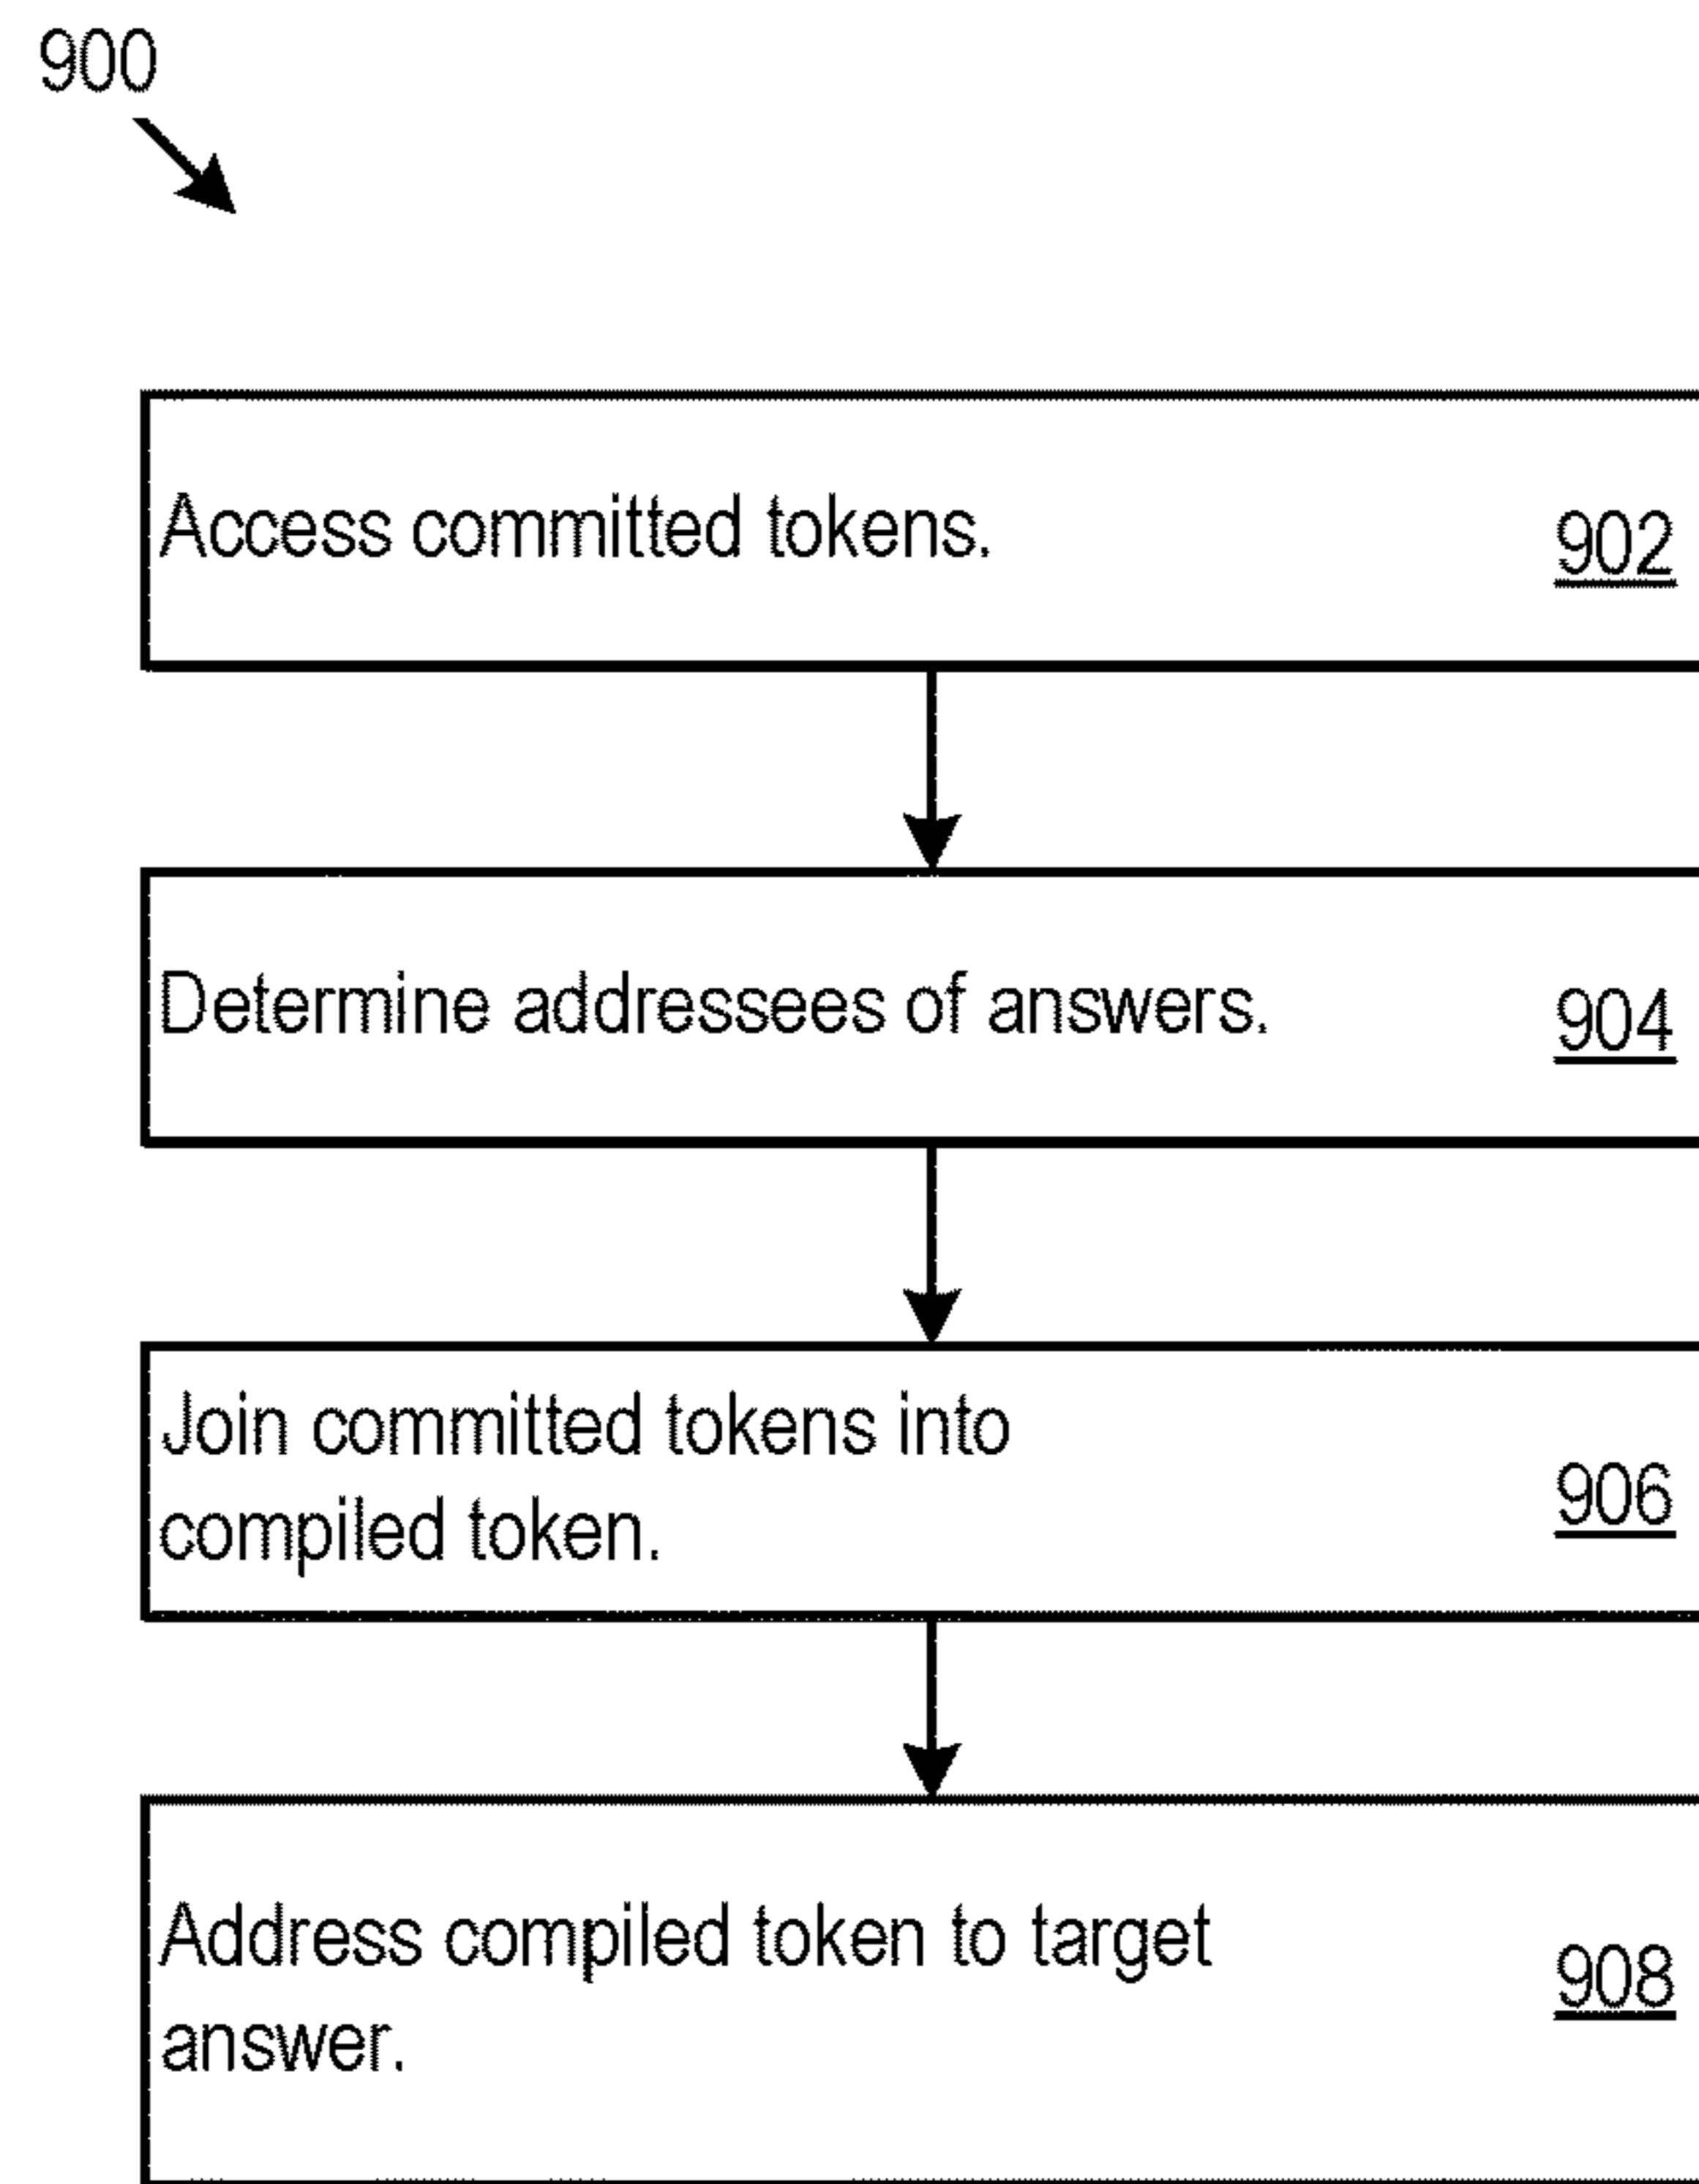 900
Access committed tokens.
902
Determine addressees of answers.
904
Join committed tokens into
compiled token.
906
Address compiled token to target
answer.
908